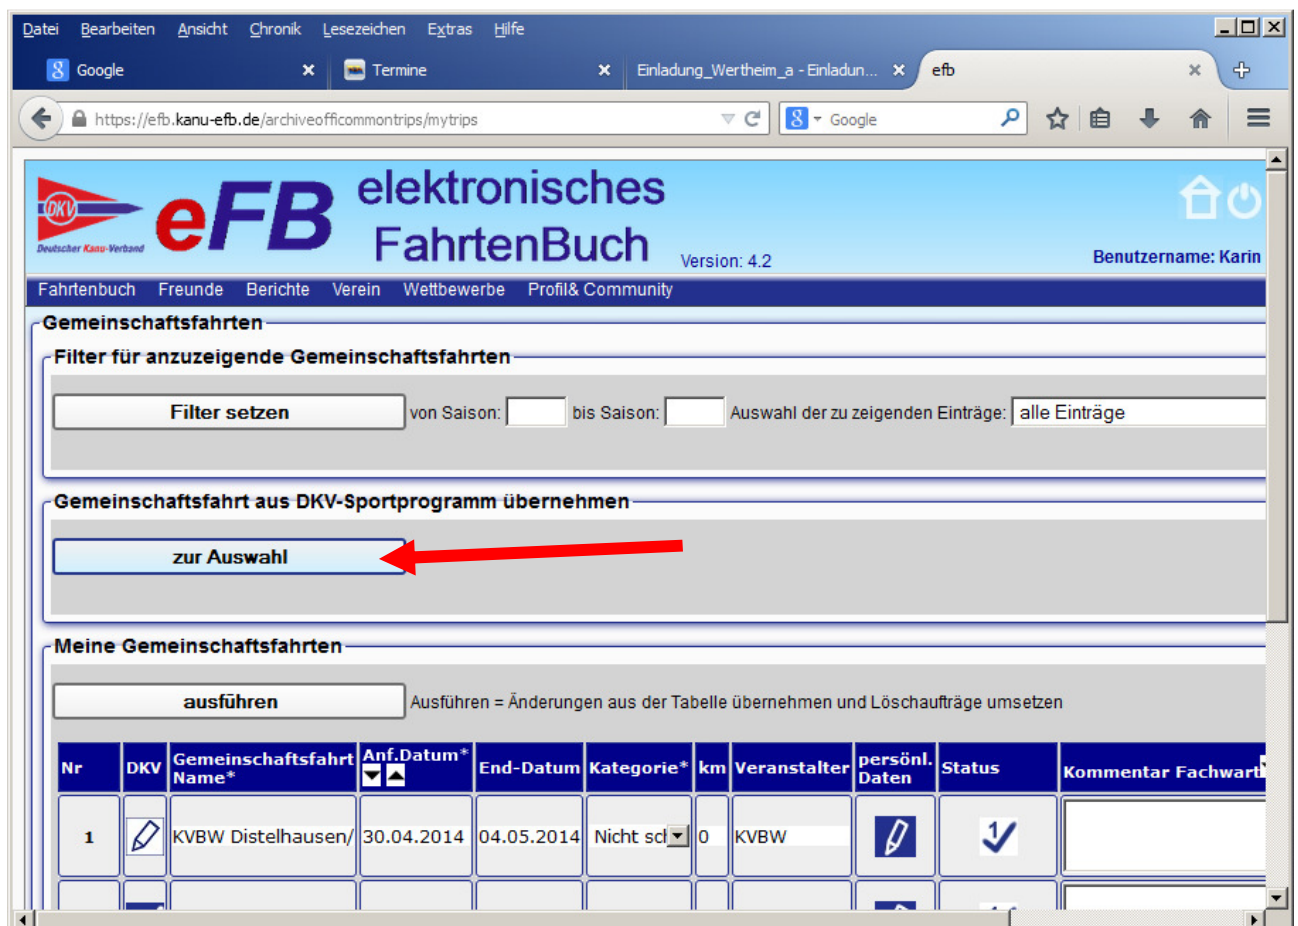 Datei Bearbeiten Ansicht Chronik Lesezeichen Extras Hilfe
Google Termine Einladung_Wertheim_a - Einladun... efb
https://efb.kanu-efb.de/archiveofficommontrips/mytrips Google
DKV
Deutscher Kanu-Verband
eFB
elektronisches
FahrtenBuch
Version: 4.2
Benutzername: Karin
Fahrtenbuch Freunde Berichte Verein Wettbewerbe Profil& Community
Gemeinschaftsfahrten
Filter für anzuzeigende Gemeinschaftsfahrten
Filter setzen von Saison: bis Saison: Auswahl der zu zeigenden Einträge: alle Einträge
Gemeinschaftsfahrt aus DKV-Sportprogramm übernehmen
zur Auswahl
Meine Gemeinschaftsfahrten
ausführen Ausführen = Änderungen aus der Tabelle übernehmen und Löschaufträge umsetzen
Nr DKV Gemeinschaftsfahrt Name* Anf.Datum* End-Datum Kategorie* km Veranstalter persönl. Daten Status Kommentar Fachwart
1 KVBW Distelhausen/ 30.04.2014 04.05.2014 Nicht sch 0 KVBW